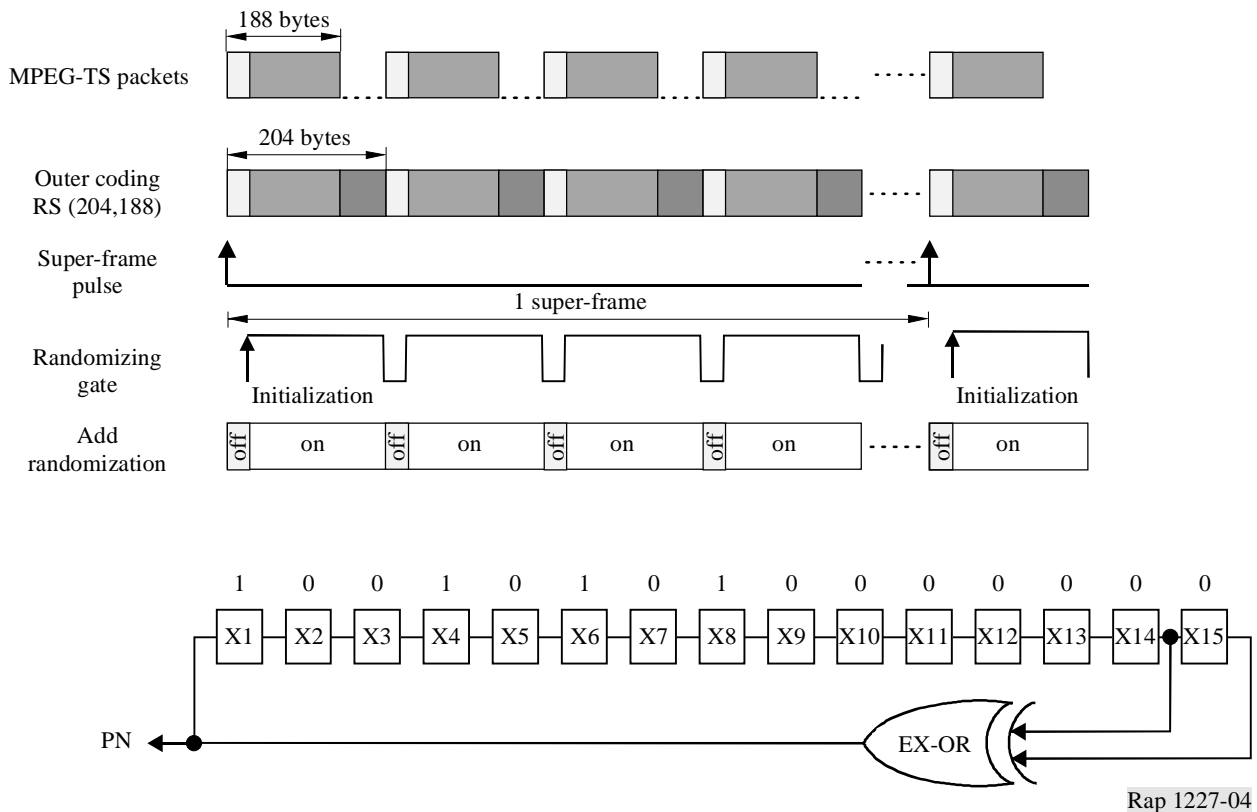 188 bytes
MPEG-TS packets
204 bytes
Outer coding
RS (204,188)
Super-frame
pulse
1 super-frame
Randomizing
gate
Initialization
Initialization
Add
randomization
off on off on off on off on off on
1 0 0 1 0 1 0 1 0 0 0 0 0 0 0
X1 X2 X3 X4 X5 X6 X7 X8 X9 X10 X11 X12 X13 X14 X15
PN
EX-OR
Rap 1227-04